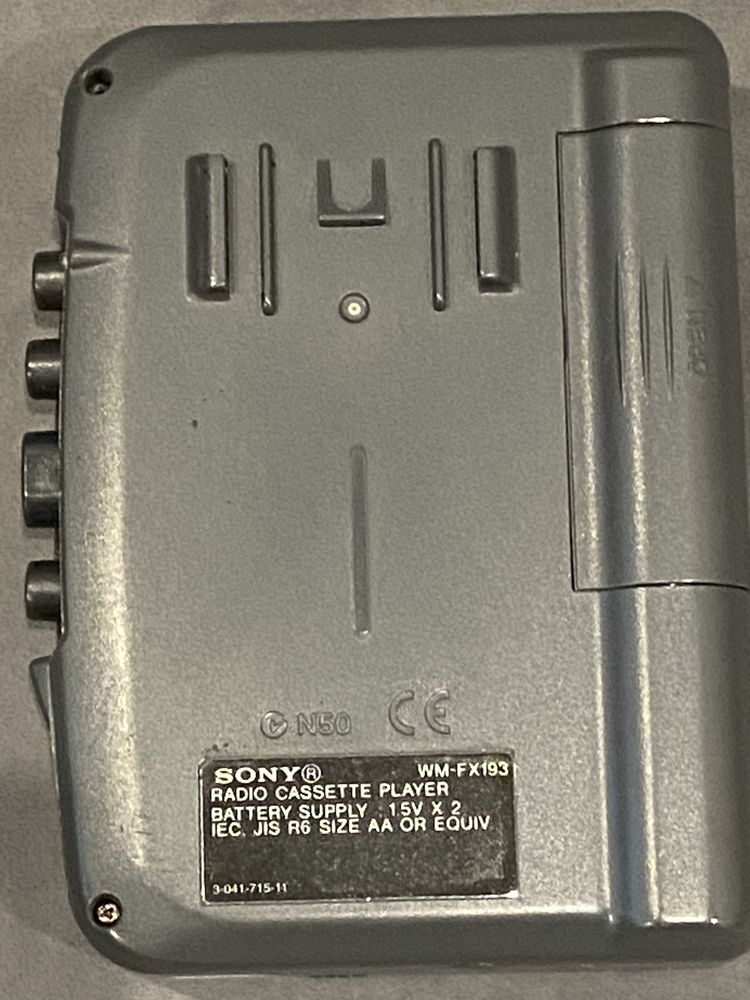 OPEN
N50 CE
SONY® WM-FX193
RADIO CASSETTE PLAYER
BATTERY SUPPLY : 1.5V X 2
IEC, JIS R6 SIZE AA OR EQUIV.
3-041-715-11